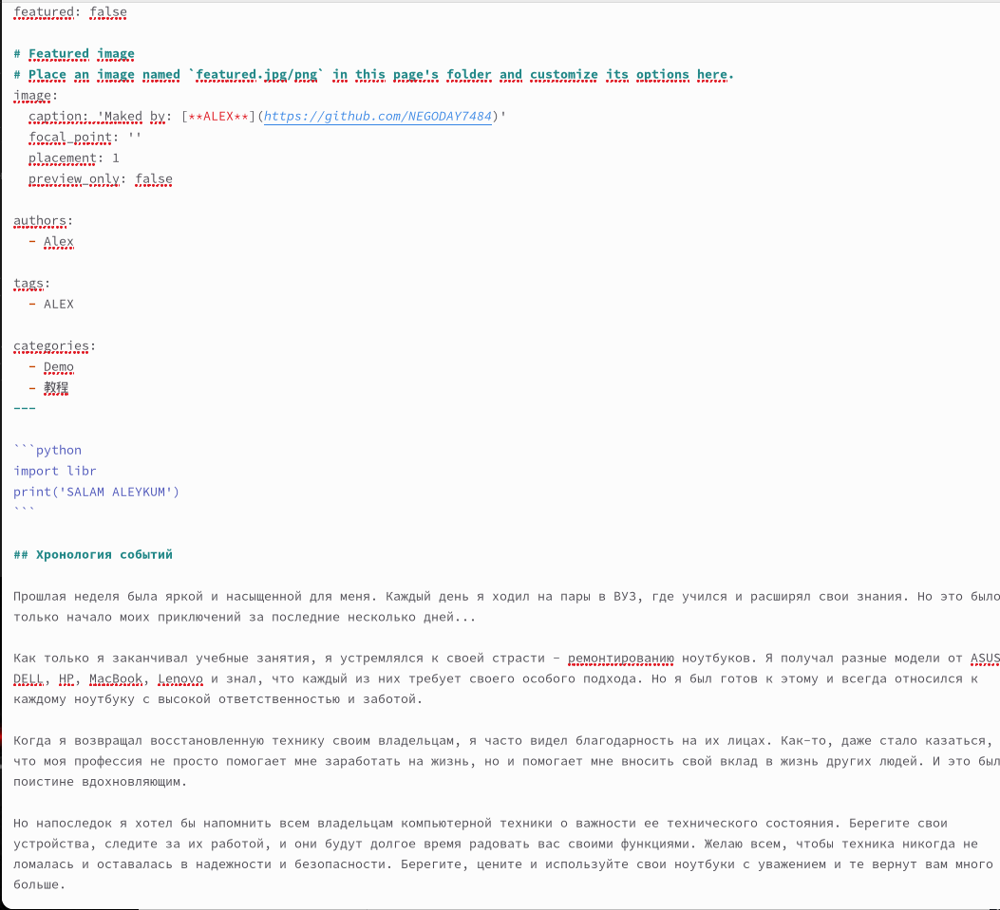 featured: false
# Featured image
# Place an image named `featured.jpg/png` in this page's folder and customize its options here.
image:
  caption: 'Maked by: [**ALEX**](https://github.com/NEGODAY7484)'
  focal_point: ''
  placement: 1
  preview_only: false
authors:
  - Alex
tags:
  - ALEX
categories:
  - Demo
  - 教程
---
```python
import libr
print('SALAM ALEYKUM')
```
## Хронология событий
Прошлая неделя была яркой и насыщенной для меня. Каждый день я ходил на пары в ВУЗ, где учился и расширял свои знания. Но это было
только начало моих приключений за последние несколько дней...
Как только я заканчивал учебные занятия, я устремлялся к своей страсти – ремонтированию ноутбуков. Я получал разные модели от ASUS
DELL, HP, MacBook, Lenovo и знал, что каждый из них требует своего особого подхода. Но я был готов к этому и всегда относился к
каждому ноутбуку с высокой ответственностью и заботой.
Когда я возвращал восстановленную технику своим владельцам, я часто видел благодарность на их лицах. Как-то, даже стало казаться,
что моя профессия не просто помогает мне заработать на жизнь, но и помогает мне вносить свой вклад в жизнь других людей. И это был
поистине вдохновляющим.
Но напоследок я хотел бы напомнить всем владельцам компьютерной техники о важности ее технического состояния. Берегите свои
устройства, следите за их работой, и они будут долгое время радовать вас своими функциями. Желаю всем, чтобы техника никогда не
ломалась и оставалась в надежности и безопасности. Берегите, цените и используйте свои ноутбуки с уважением и те вернут вам много
больше.